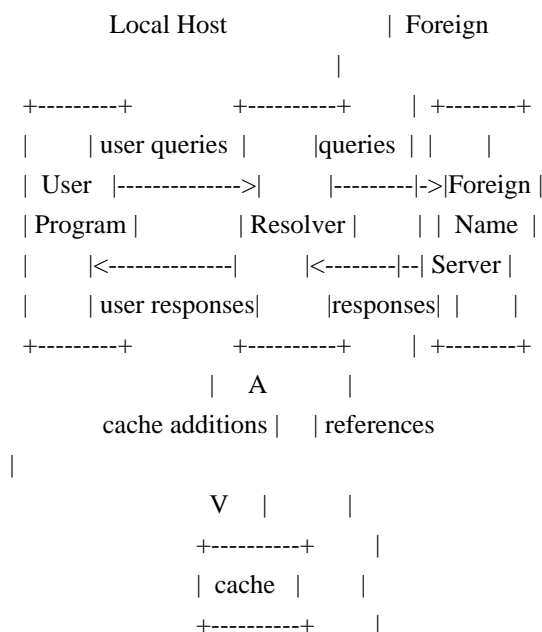 Local Host | Foreign
|
+---------+ +----------+ | +--------+
| | user queries | |queries | | |
| User |-------------->| |---------|->|Foreign |
| Program | | Resolver | | | Name |
| |<--------------| |<--------|--| Server |
| | user responses| |responses| | |
+---------+ +----------+ | +--------+
| A |
cache additions | | references
|
V | |
+----------+ |
| cache | |
+----------+ |